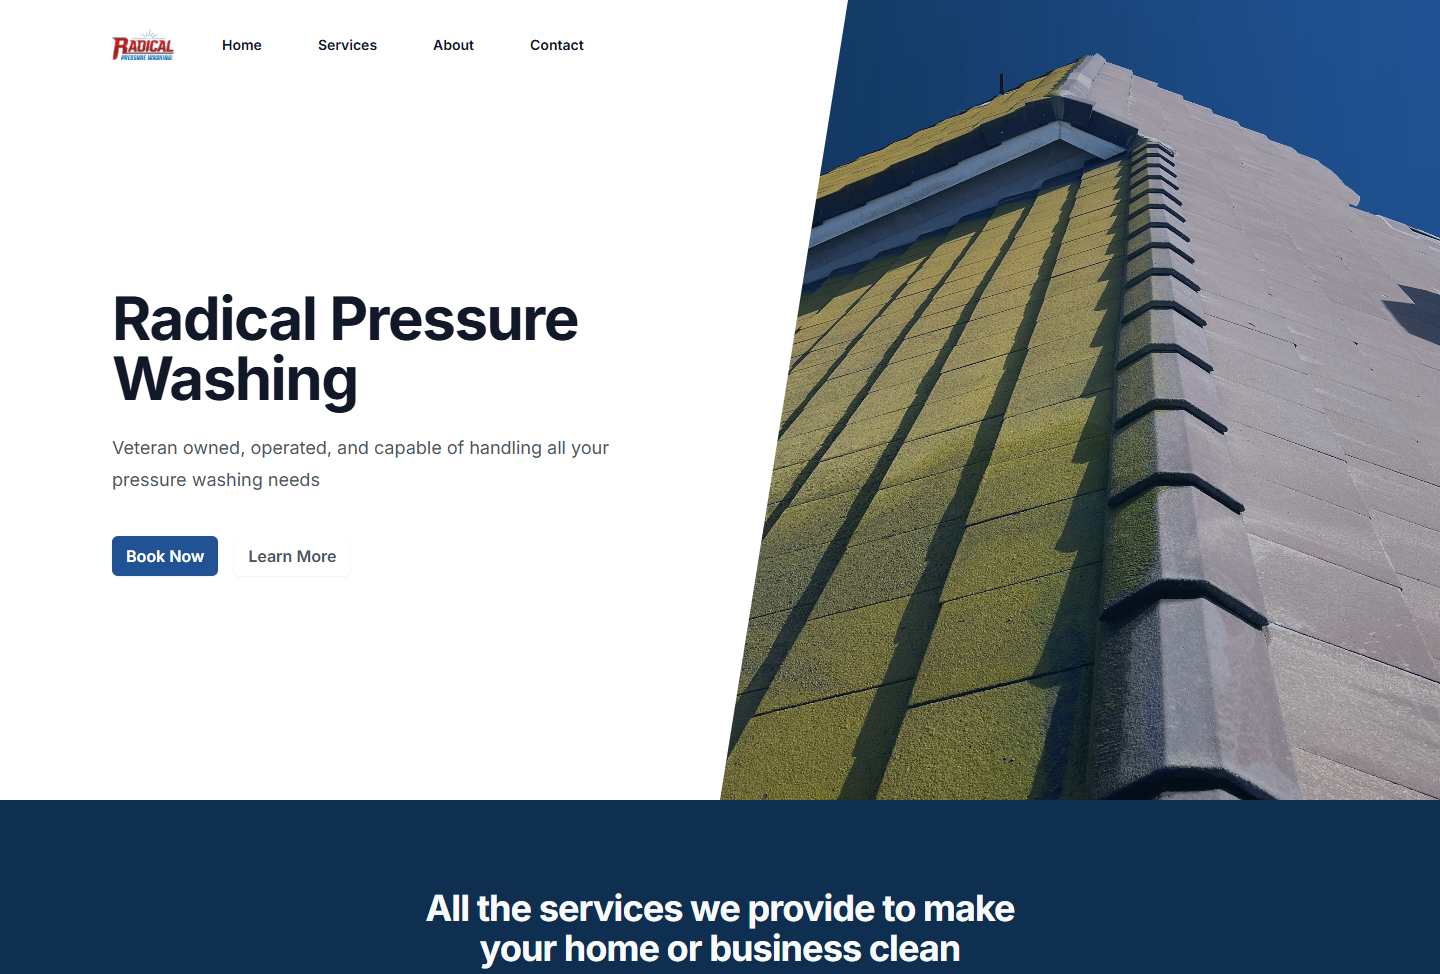 RADICAL
PRESSURE WASHING
Home
Services
About
Contact
Radical Pressure
Washing
Veteran owned, operated, and capable of handling all your
pressure washing needs
Book Now
Learn More
All the services we provide to make
your home or business clean